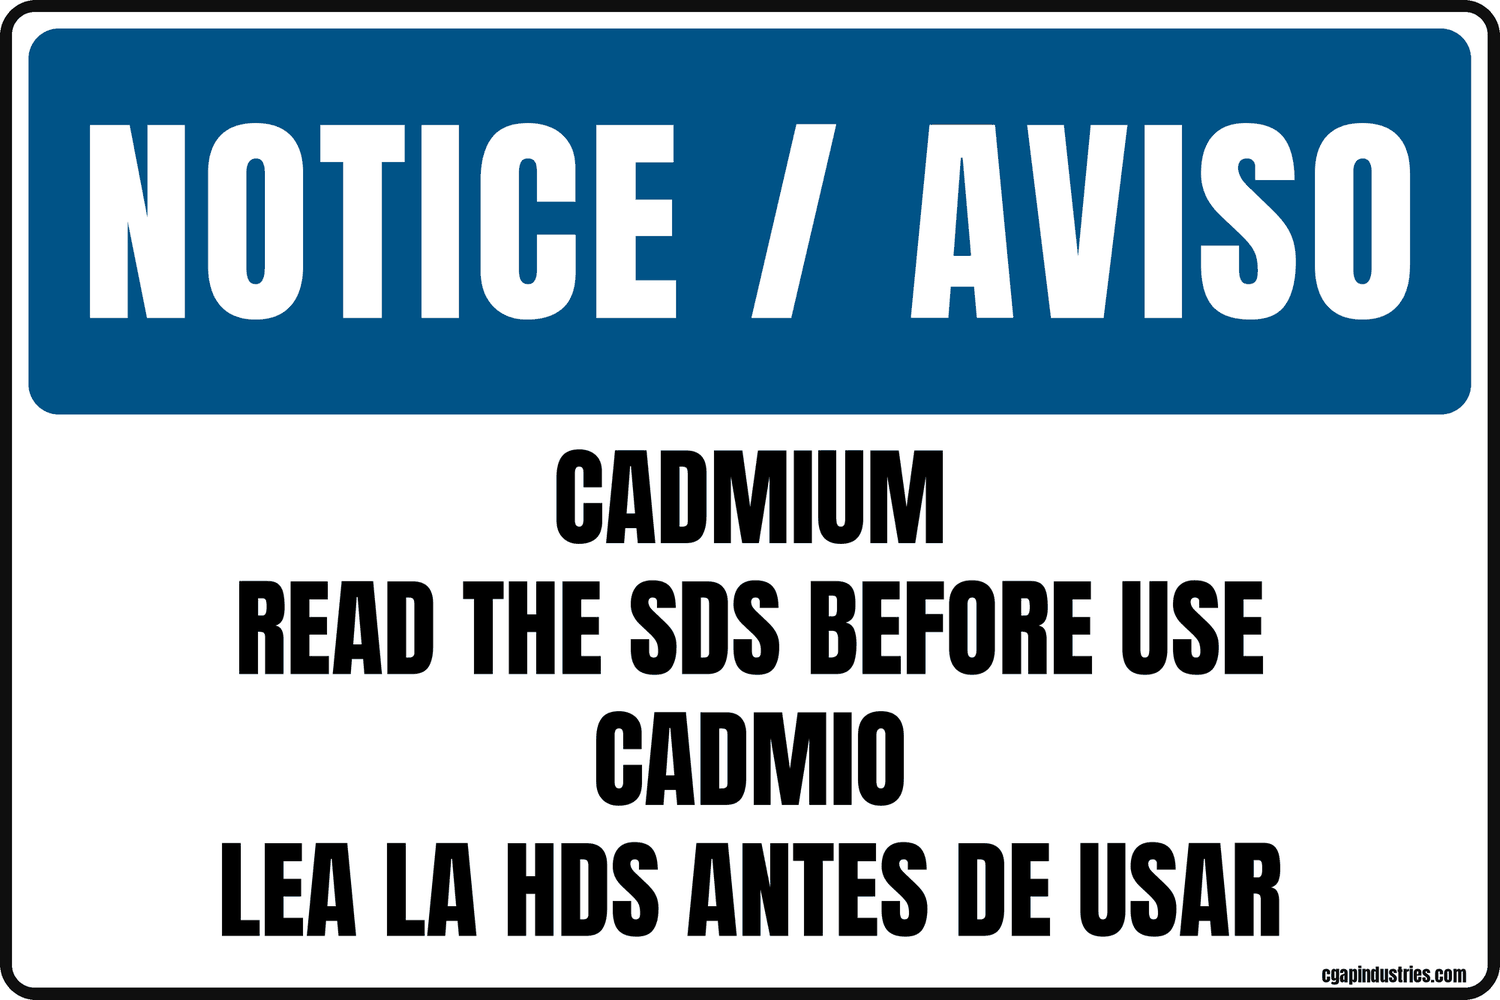 NOTICE / AVISO
CADMIUM
READ THE SDS BEFORE USE
CADMIO
LEA LA HDS ANTES DE USAR
cgapindustries.com